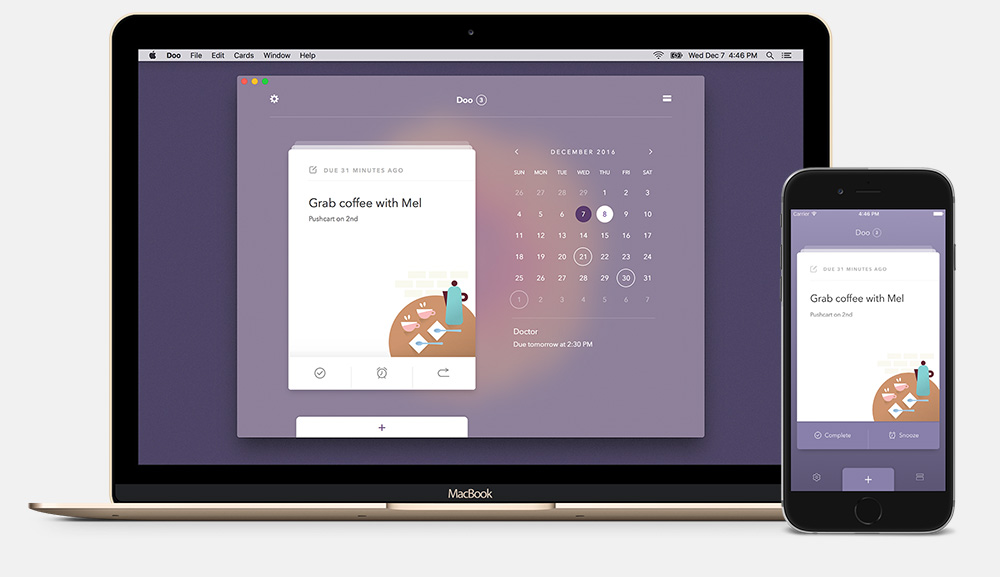 Doo File Edit Cards Window Help Wed Dec 7 4:46 PM
Doo 3
DUE 31 MINUTES AGO
Grab coffee with Mel
Pushcart on 2nd
+
DECEMBER 2016
SUN MON TUE WED THU FRI SAT
26 27 28 29 1 2 3
4 5 6 7 8 9 10
11 12 13 14 15 16 17
18 19 20 21 22 23 24
25 26 27 28 29 30 31
1 2 3 4 5 6 7
Doctor
Due tomorrow at 2:30 PM
MacBook
Carrier 4:46 PM
Doo 3
DUE 31 MINUTES AGO
Grab coffee with Mel
Pushcart on 2nd
Complete Snooze
+